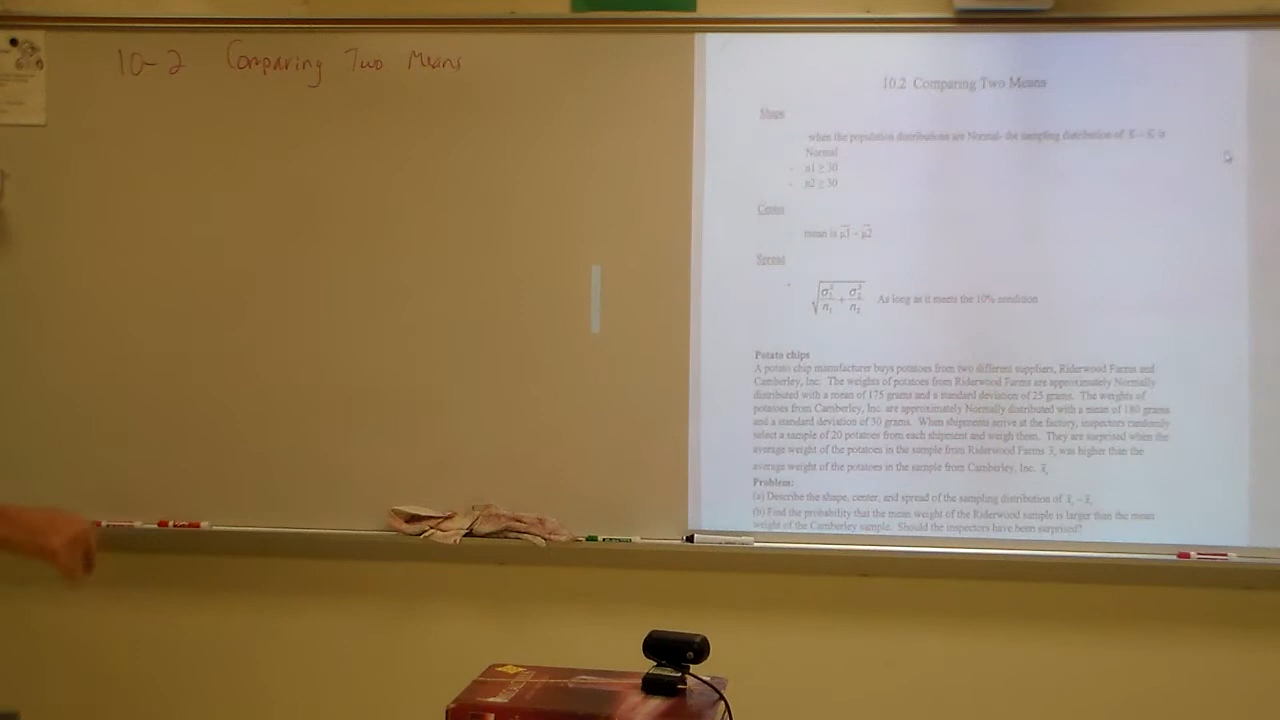 10-2 Comparing Two Means
10.2 Comparing Two Means
Shape
when the population distributions are Normal- the sampling distribution of x̄ - x̄ is
Normal
- n1 ≥ 30
- n2 ≥ 30
Center
mean is μ1 - μ2
Spread
√(σ₁²/n₁ + σ₂²/n₂) As long as it meets the 10% condition
Potato chips
A potato chip manufacturer buys potatoes from two different suppliers, Riderwood Farms and
Camberley, Inc. The weights of potatoes from Riderwood Farms are approximately Normally
distributed with a mean of 175 grams and a standard deviation of 25 grams. The weights of
potatoes from Camberley, Inc. are approximately Normally distributed with a mean of 180 grams
and a standard deviation of 30 grams. When shipments arrive at the factory, inspectors randomly
select a sample of 20 potatoes from each shipment and weigh them. They are surprised when the
average weight of the potatoes in the sample from Riderwood Farms x̄ was higher than the
average weight of the potatoes in the sample from Camberley, Inc. x̄
Problem:
(a) Describe the shape, center, and spread of the sampling distribution of x̄ - x̄
(b) Find the probability that the mean weight of the Riderwood sample is larger than the mean
weight of the Camberley sample. Should the inspectors have been surprised?